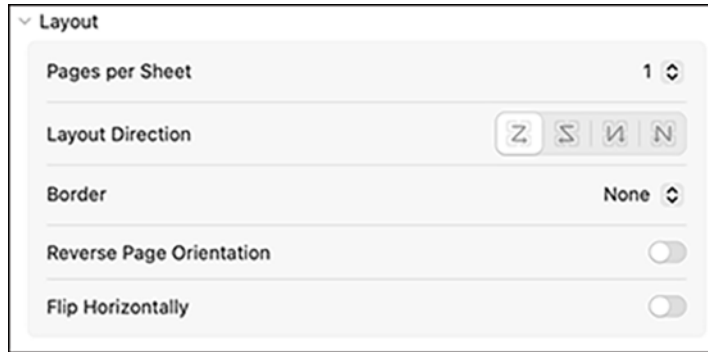 Layout
Pages per Sheet 1
Layout Direction
Border None
Reverse Page Orientation
Flip Horizontally